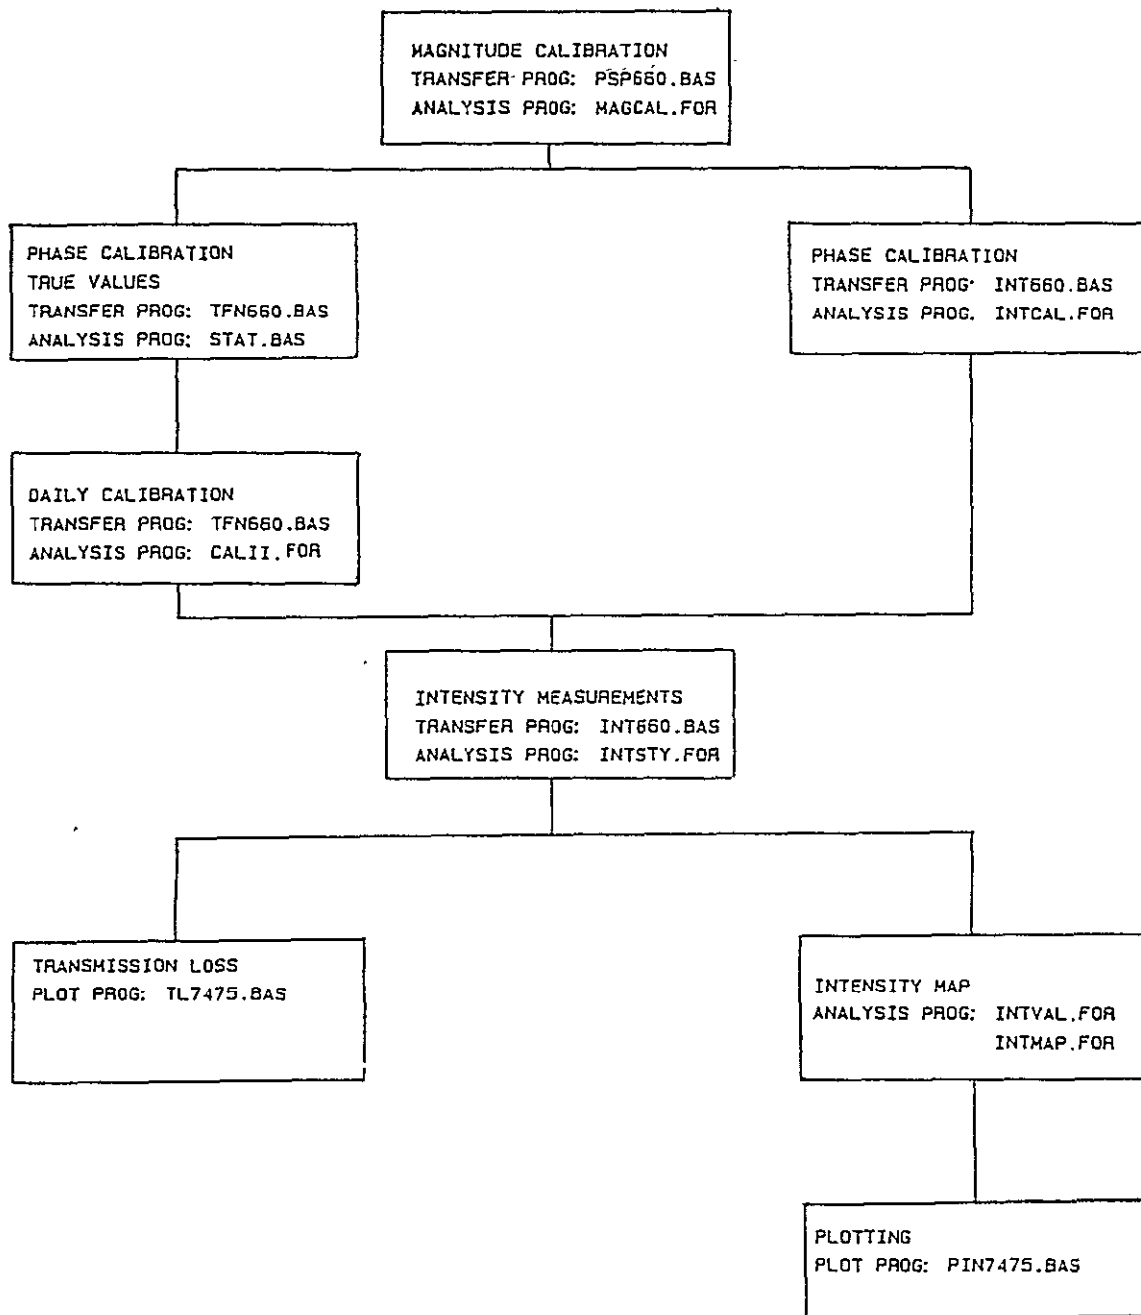 MAGNITUDE CALIBRATION
TRANSFER PROG: PSP660.BAS
ANALYSIS PROG: MAGCAL.FOR
PHASE CALIBRATION
TRUE VALUES
TRANSFER PROG: TFN660.BAS
ANALYSIS PROG: STAT.BAS
PHASE CALIBRATION
TRANSFER PROG: INT660.BAS
ANALYSIS PROG. INTCAL.FOR
DAILY CALIBRATION
TRANSFER PROG: TFN660.BAS
ANALYSIS PROG: CALII.FOR
INTENSITY MEASUREMENTS
TRANSFER PROG: INT660.BAS
ANALYSIS PROG: INTSTY.FOR
TRANSMISSION LOSS
PLOT PROG: TL7475.BAS
INTENSITY MAP
ANALYSIS PROG: INTVAL.FOR
INTMAP.FOR
PLOTTING
PLOT PROG: PIN7475.BAS